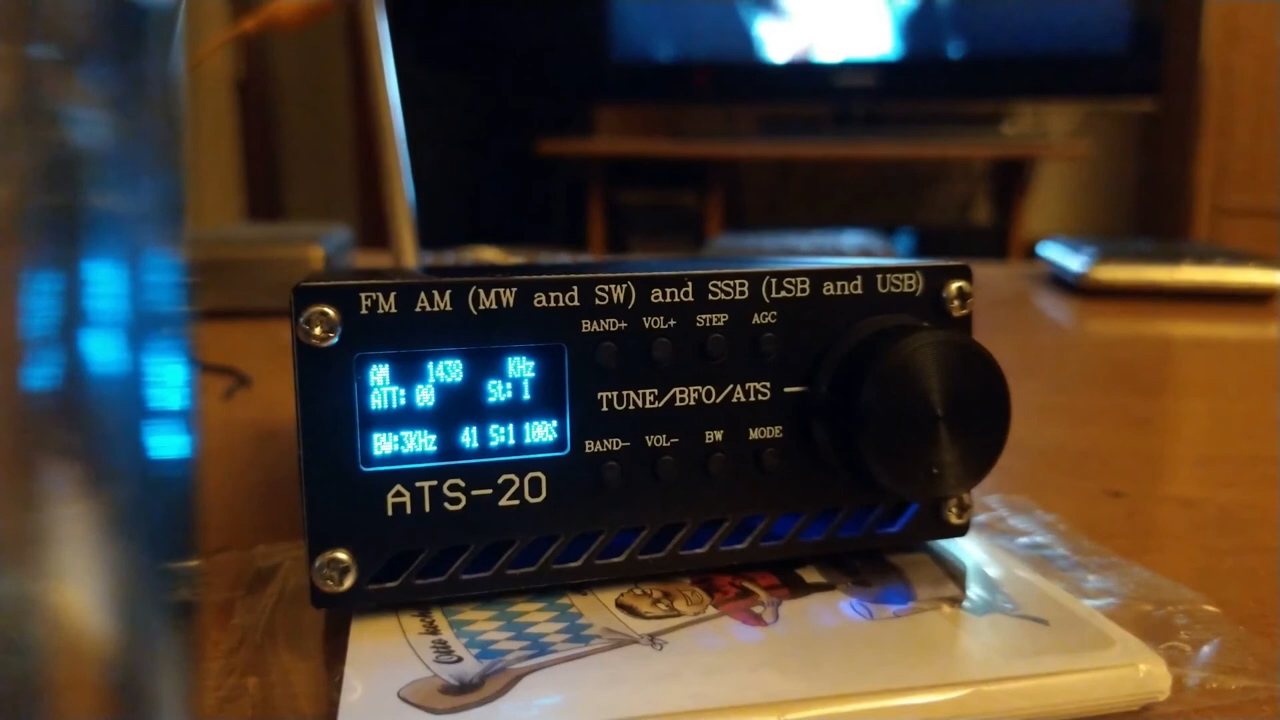 FM AM (MW and SW) and SSB (LSB and USB)
BAND+ VOL+ STEP AGC
AM 1438 KHz
ATT: 00 St: 1
BW:3KHz 41 S:1 100%
TUNE/BFO/ATS
BAND- VOL- BW MODE
ATS-20
Otto